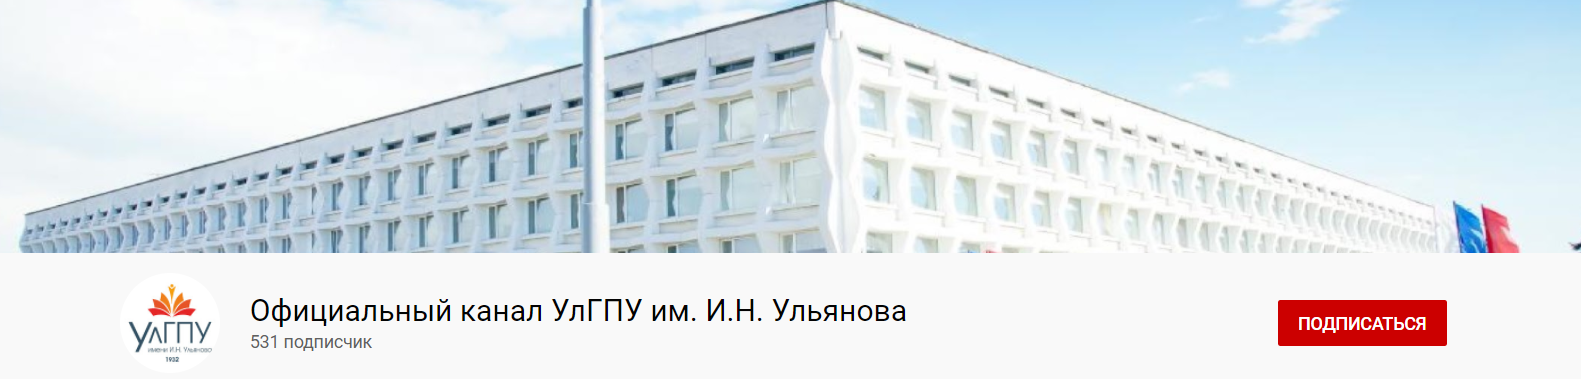 Официальный канал УлГПУ им. И.Н. Ульянова
531 подписчик
ПОДПИСАТЬСЯ
УлГПУ
имени И.Н. Ульянова
1932